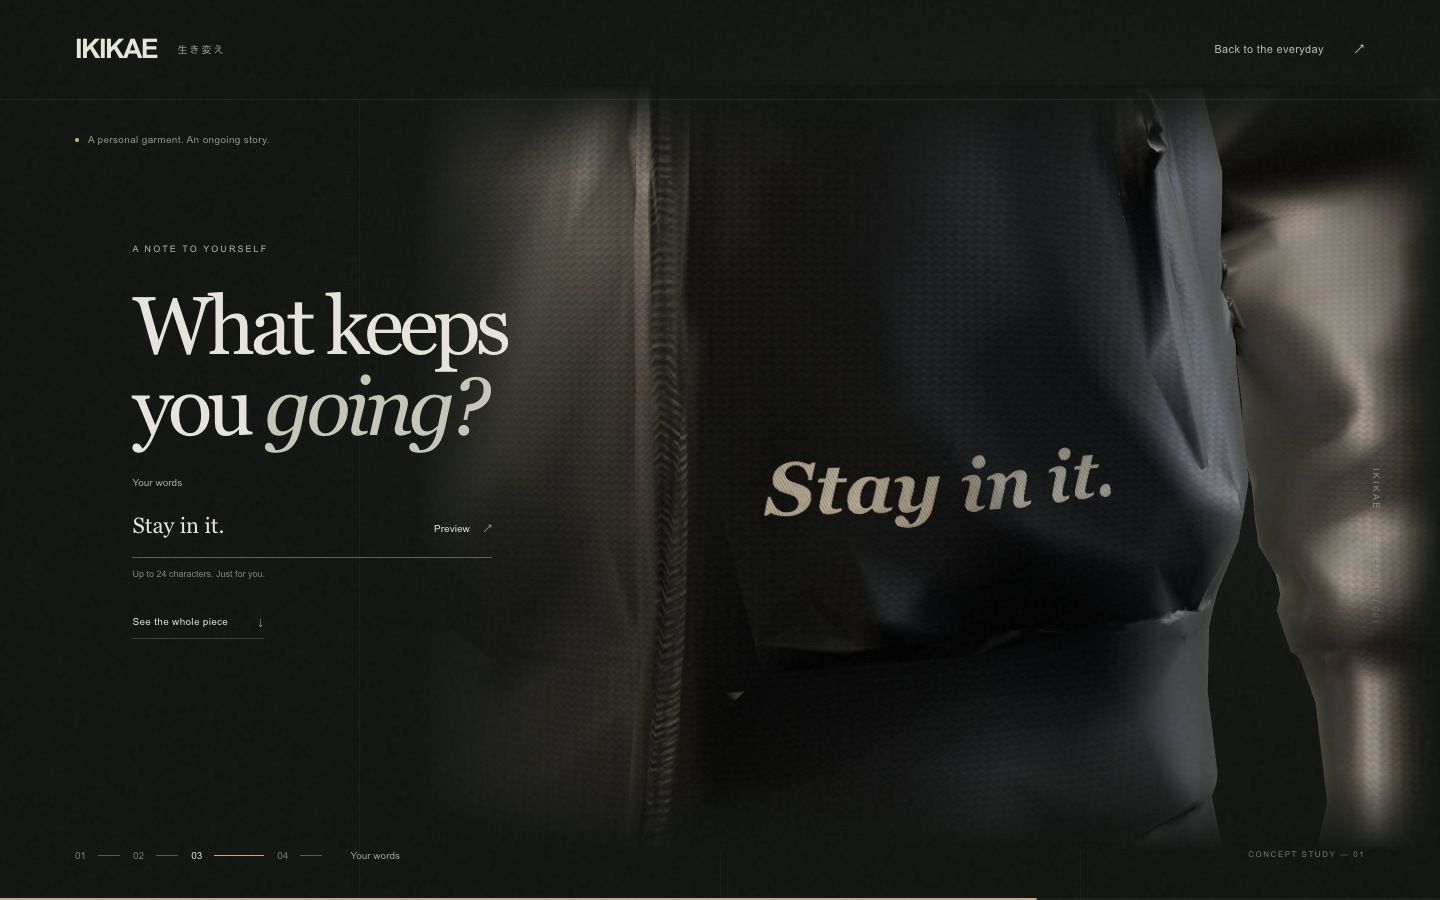 IKIKAE 生き変え
Back to the everyday ↗
A personal garment. An ongoing story.
A NOTE TO YOURSELF
What keeps
you going?
Your words
Stay in it.
Preview ↗
Up to 24 characters. Just for you.
See the whole piece ↓
Stay in it.
IKIKAE
01 02 03 04 Your words
CONCEPT STUDY — 01